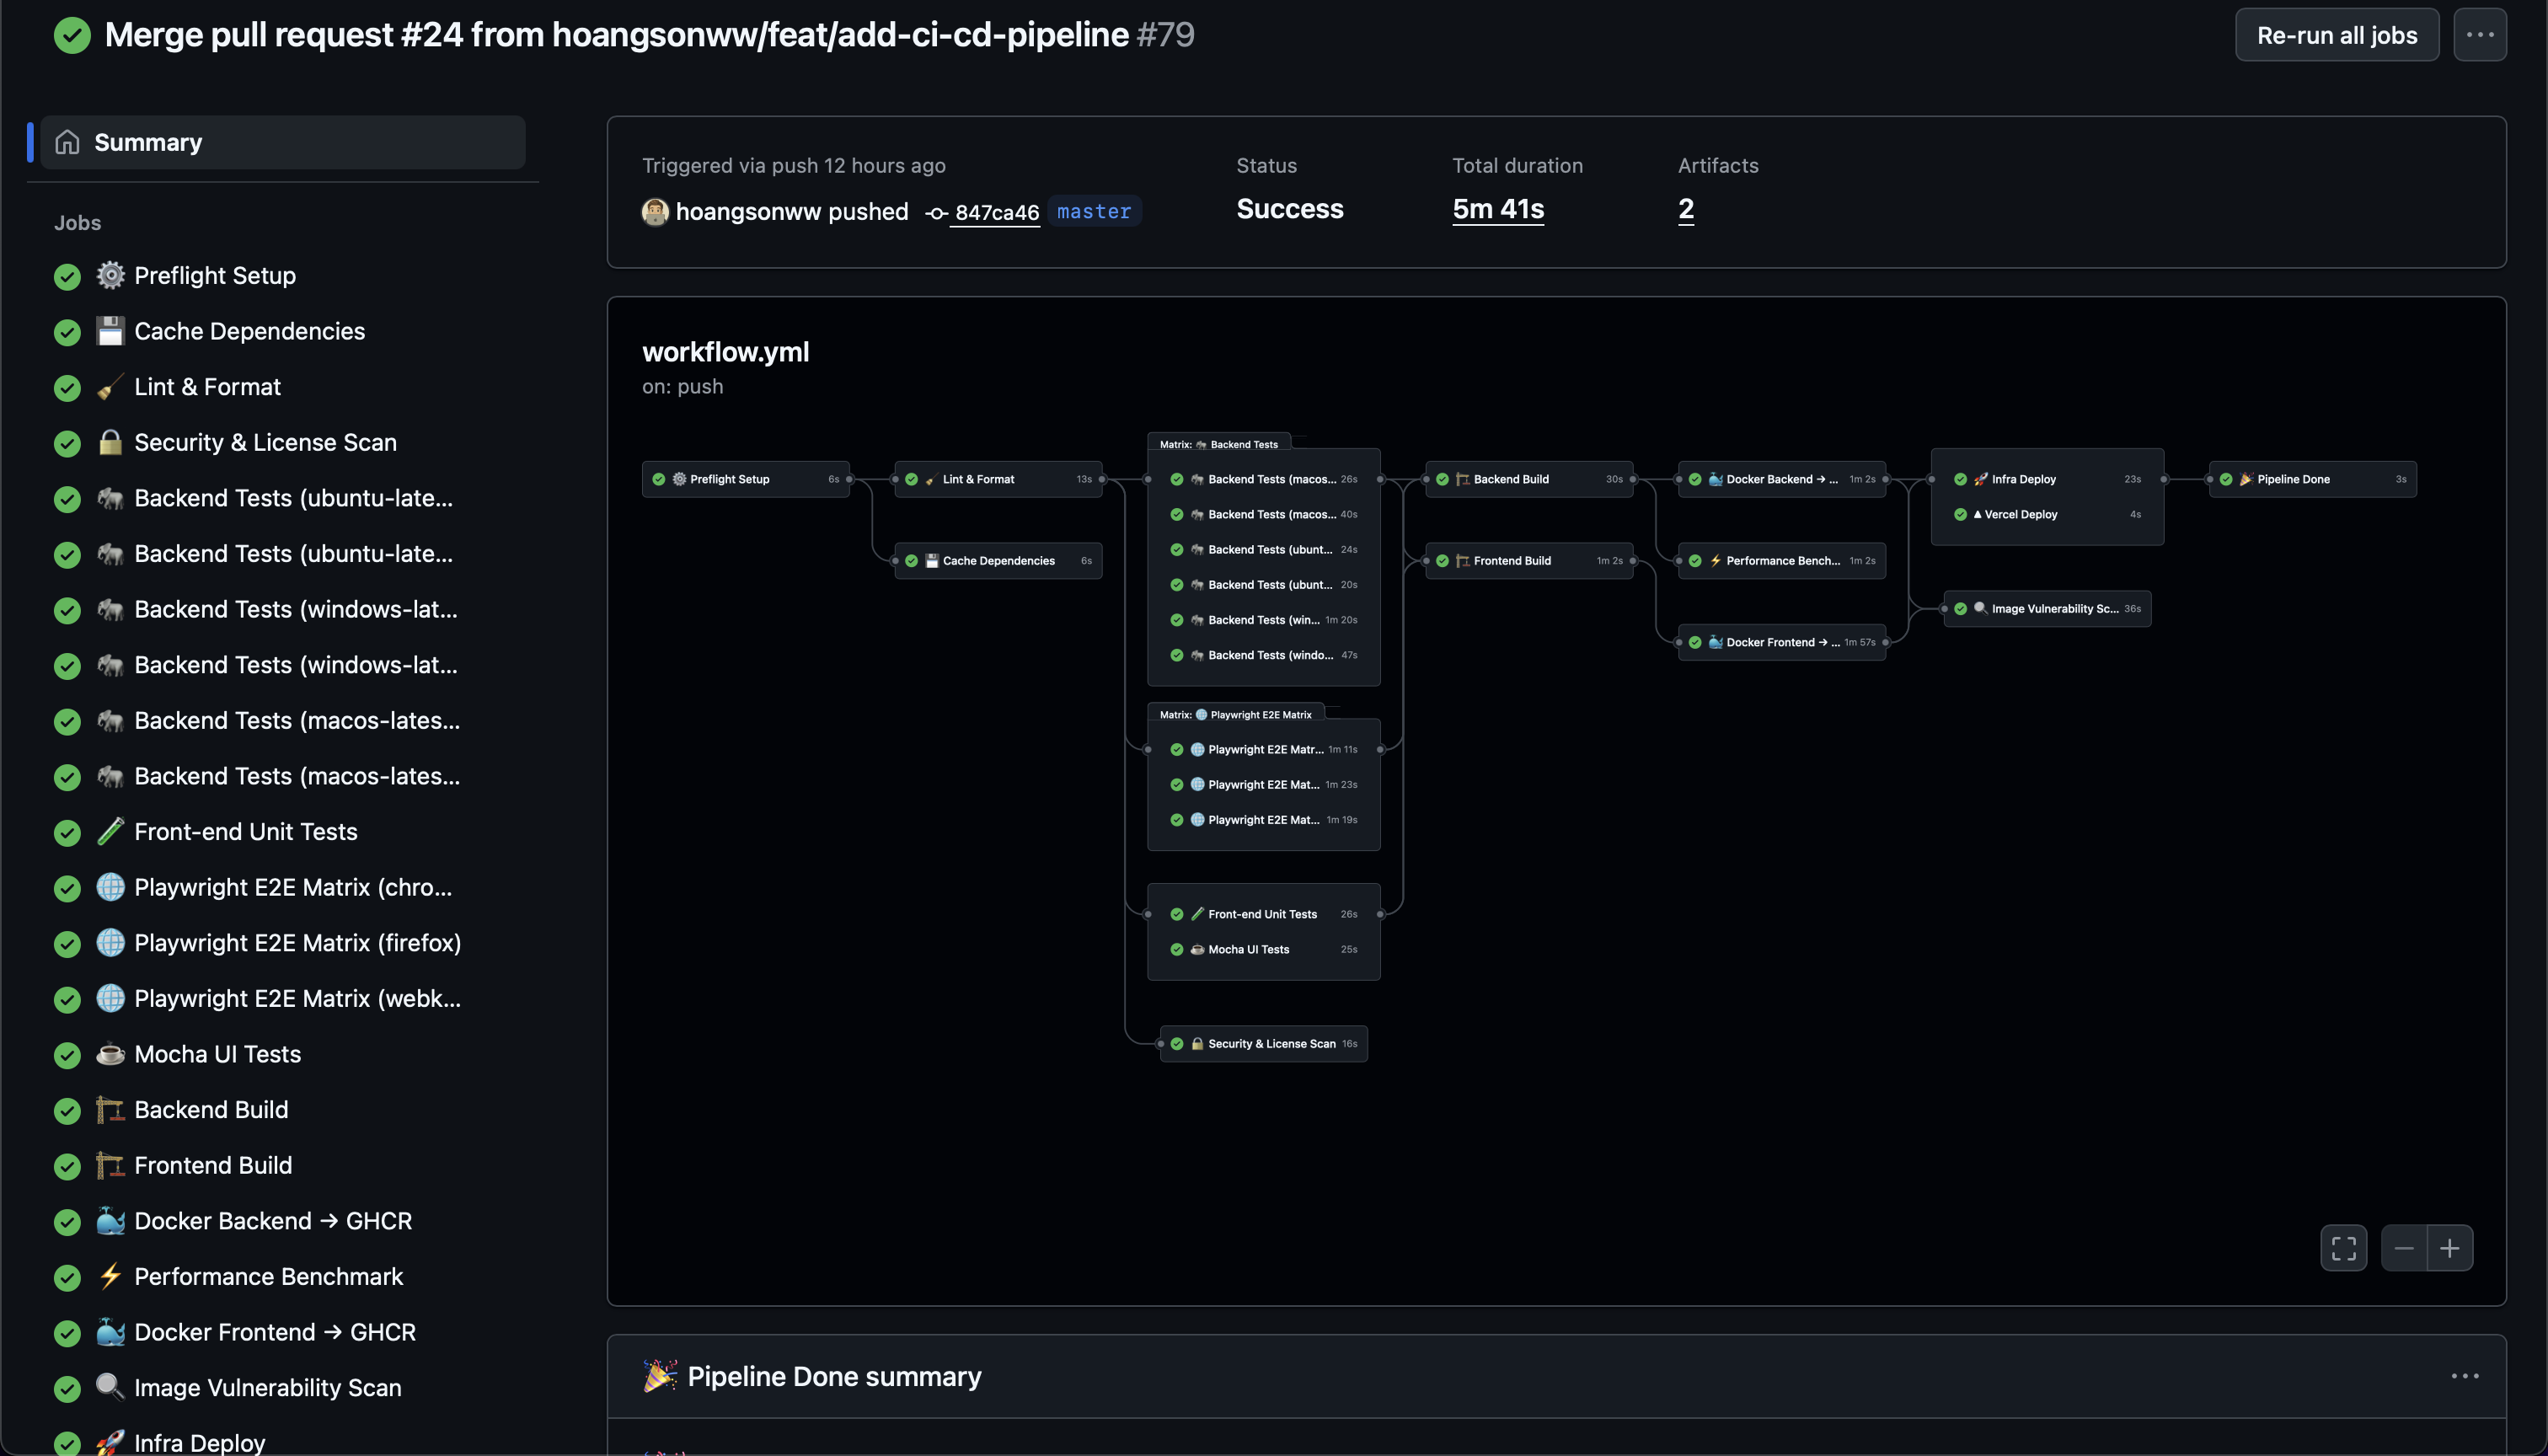 Merge pull request #24 from hoangsonww/feat/add-ci-cd-pipeline #79
Re-run all jobs
Summary
Jobs
Preflight Setup
Cache Dependencies
Lint & Format
Security & License Scan
Backend Tests (ubuntu-late...
Backend Tests (ubuntu-late...
Backend Tests (windows-lat...
Backend Tests (windows-lat...
Backend Tests (macos-lates...
Backend Tests (macos-lates...
Front-end Unit Tests
Playwright E2E Matrix (chro...
Playwright E2E Matrix (firefox)
Playwright E2E Matrix (webk...
Mocha UI Tests
Backend Build
Frontend Build
Docker Backend → GHCR
Performance Benchmark
Docker Frontend → GHCR
Image Vulnerability Scan
Infra Deploy
Triggered via push 12 hours ago
hoangsonww pushed 847ca46 master
Status
Success
Total duration
5m 41s
Artifacts
2
workflow.yml
on: push
Preflight Setup 6s
Lint & Format 13s
Cache Dependencies 6s
Matrix: Backend Tests
Backend Tests (macos... 26s
Backend Tests (macos... 40s
Backend Tests (ubunt... 24s
Backend Tests (ubunt... 20s
Backend Tests (win... 1m 20s
Backend Tests (windo... 47s
Matrix: Playwright E2E Matrix
Playwright E2E Matr... 1m 11s
Playwright E2E Mat... 1m 23s
Playwright E2E Mat... 1m 19s
Front-end Unit Tests 26s
Mocha UI Tests 25s
Security & License Scan 16s
Backend Build 30s
Frontend Build 1m 2s
Docker Backend → ... 1m 2s
Performance Bench... 1m 2s
Docker Frontend → ... 1m 57s
Infra Deploy 23s
Vercel Deploy 4s
Image Vulnerability Sc... 36s
Pipeline Done 3s
Pipeline Done summary